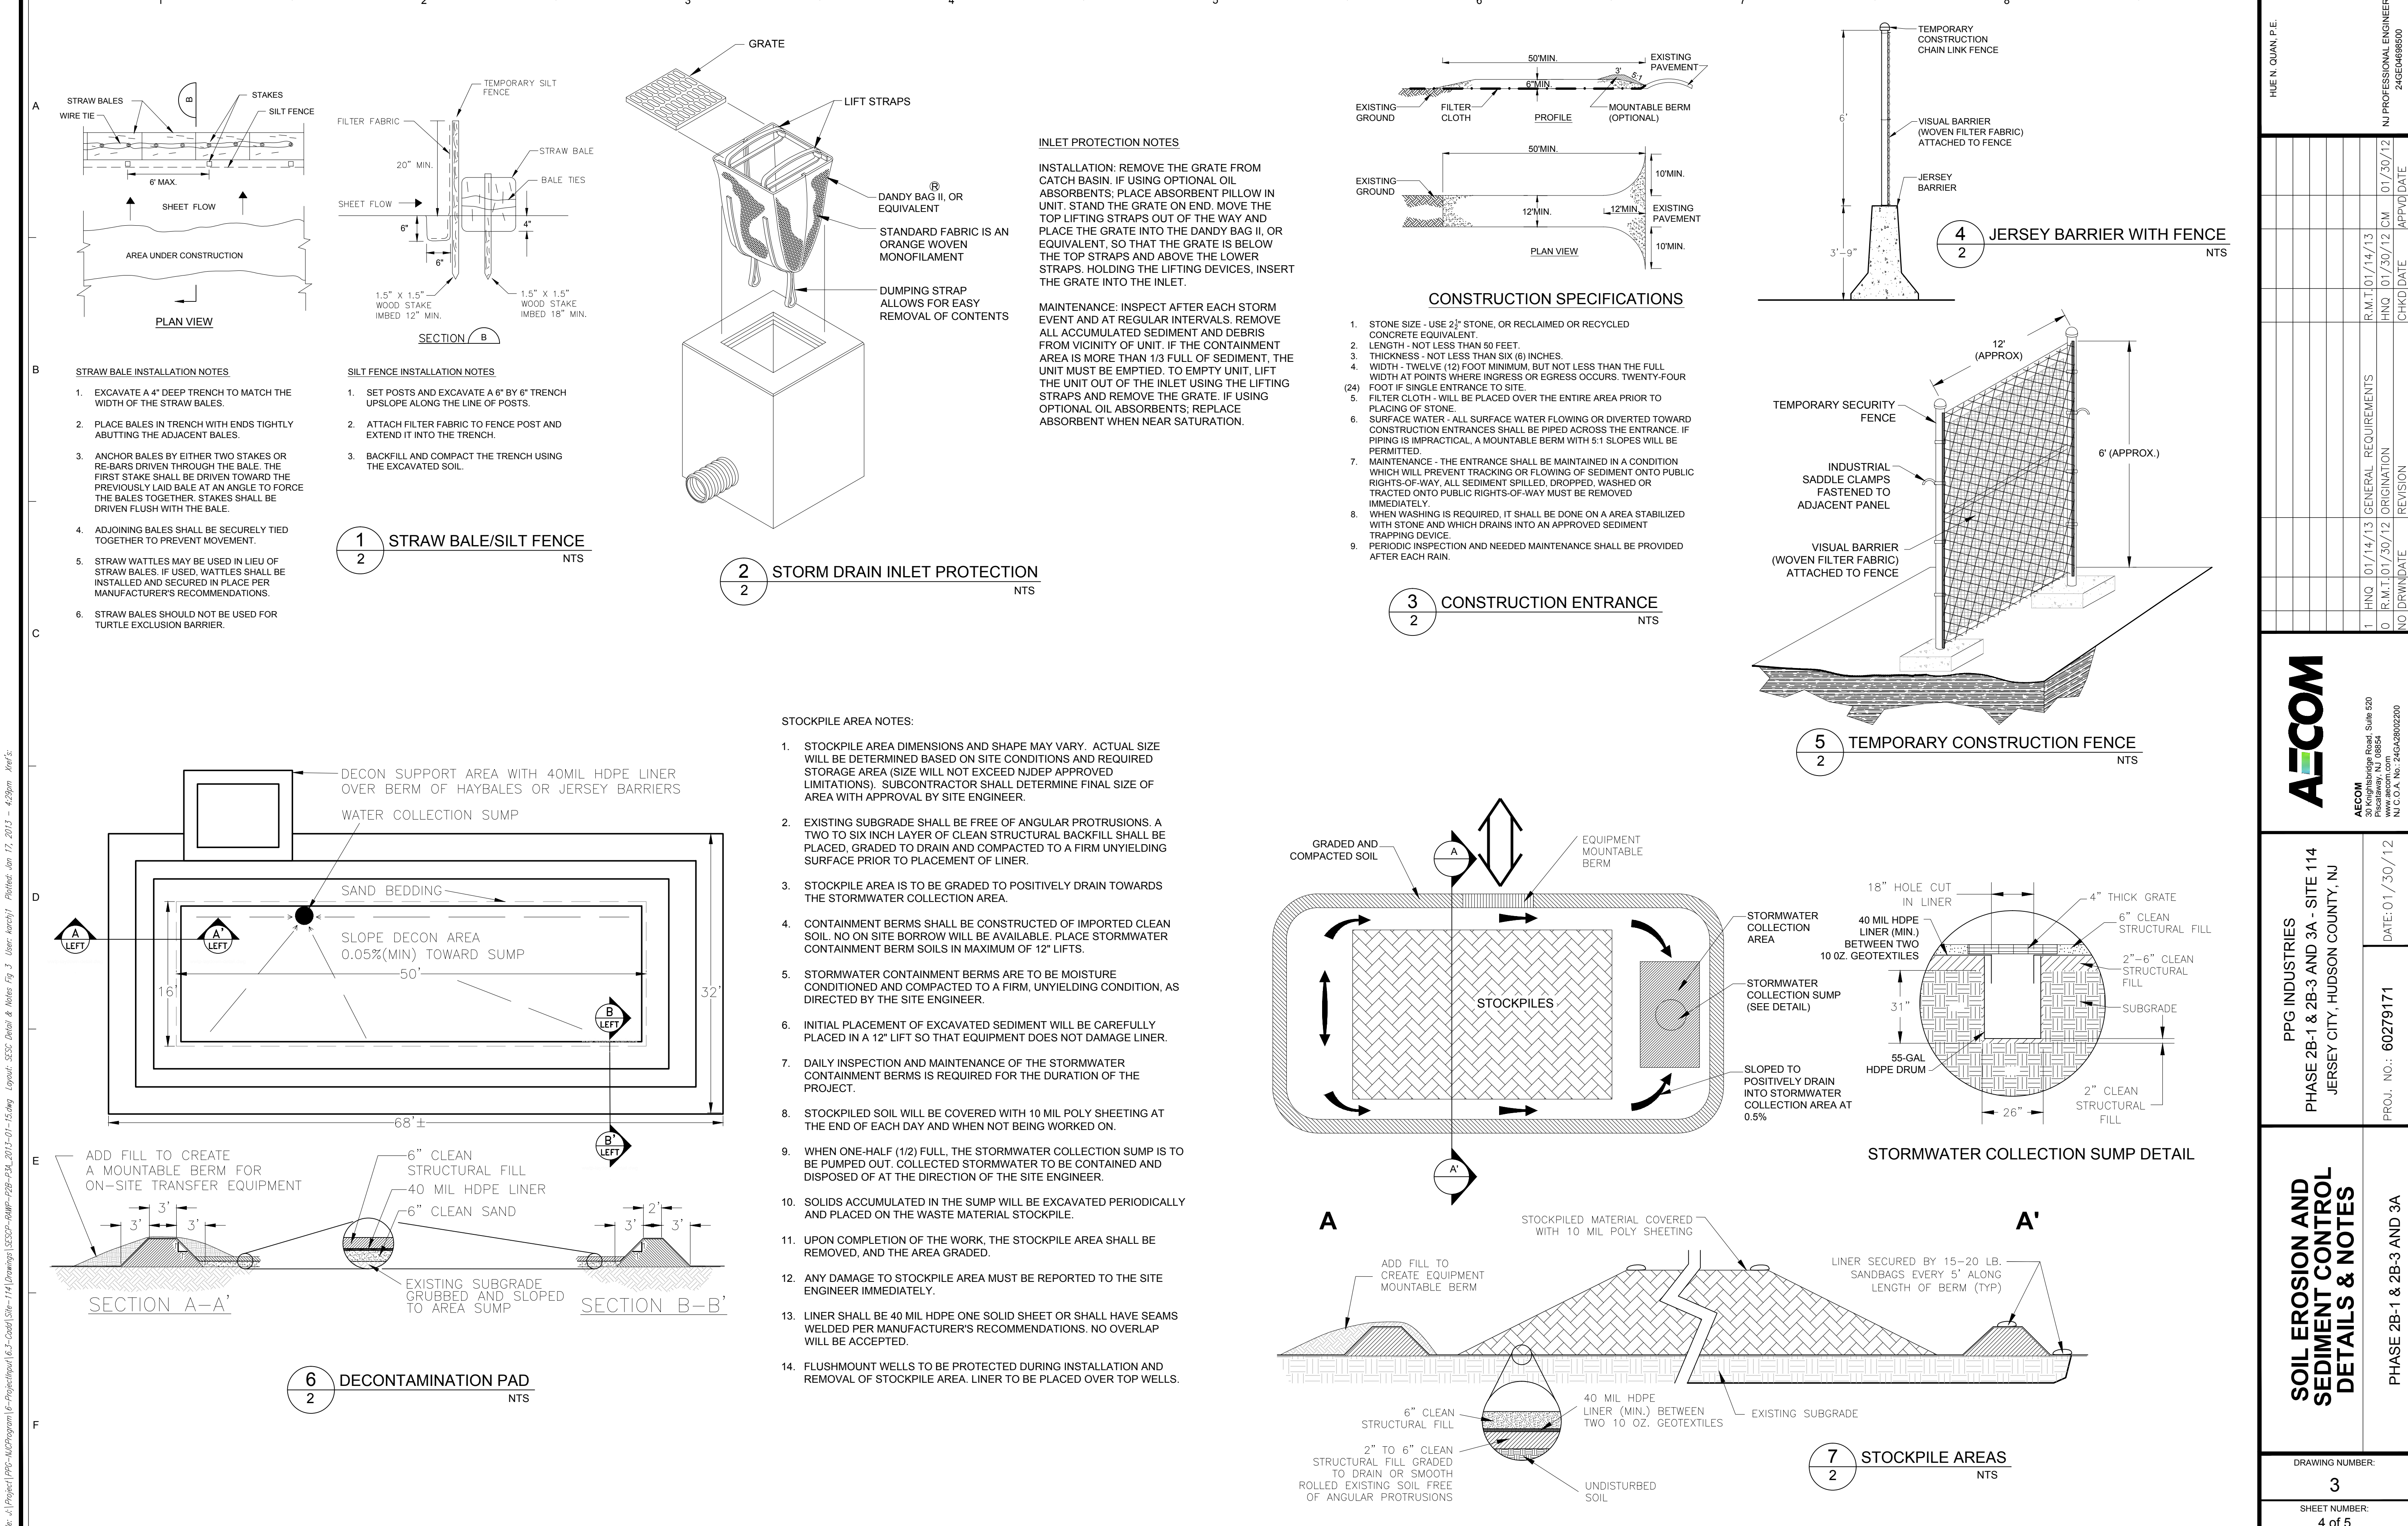 1 2 3 4 5 6 7 8
A
B
C
D
E
F
STRAW BALES
WIRE TIE
B
STAKES
SILT FENCE
6' MAX.
SHEET FLOW
AREA UNDER CONSTRUCTION
PLAN VIEW
TEMPORARY SILT
FENCE
FILTER FABRIC
20" MIN.
STRAW BALE
BALE TIES
SHEET FLOW
6"
4"
6"
1.5" X 1.5"
WOOD STAKE
IMBED 12" MIN.
1.5" X 1.5"
WOOD STAKE
IMBED 18" MIN.
SECTION B
STRAW BALE INSTALLATION NOTES
1. EXCAVATE A 4" DEEP TRENCH TO MATCH THE
WIDTH OF THE STRAW BALES.
2. PLACE BALES IN TRENCH WITH ENDS TIGHTLY
ABUTTING THE ADJACENT BALES.
3. ANCHOR BALES BY EITHER TWO STAKES OR
RE-BARS DRIVEN THROUGH THE BALE. THE
FIRST STAKE SHALL BE DRIVEN TOWARD THE
PREVIOUSLY LAID BALE AT AN ANGLE TO FORCE
THE BALES TOGETHER. STAKES SHALL BE
DRIVEN FLUSH WITH THE BALE.
4. ADJOINING BALES SHALL BE SECURELY TIED
TOGETHER TO PREVENT MOVEMENT.
5. STRAW WATTLES MAY BE USED IN LIEU OF
STRAW BALES. IF USED, WATTLES SHALL BE
INSTALLED AND SECURED IN PLACE PER
MANUFACTURER'S RECOMMENDATIONS.
6. STRAW BALES SHOULD NOT BE USED FOR
TURTLE EXCLUSION BARRIER.
SILT FENCE INSTALLATION NOTES
1. SET POSTS AND EXCAVATE A 6" BY 6" TRENCH
UPSLOPE ALONG THE LINE OF POSTS.
2. ATTACH FILTER FABRIC TO FENCE POST AND
EXTEND IT INTO THE TRENCH.
3. BACKFILL AND COMPACT THE TRENCH USING
THE EXCAVATED SOIL.
1
2
STRAW BALE/SILT FENCE
NTS
GRATE
LIFT STRAPS
®
DANDY BAG II, OR
EQUIVALENT
STANDARD FABRIC IS AN
ORANGE WOVEN
MONOFILAMENT
DUMPING STRAP
ALLOWS FOR EASY
REMOVAL OF CONTENTS
2
2
STORM DRAIN INLET PROTECTION
NTS
INLET PROTECTION NOTES
INSTALLATION: REMOVE THE GRATE FROM
CATCH BASIN. IF USING OPTIONAL OIL
ABSORBENTS; PLACE ABSORBENT PILLOW IN
UNIT. STAND THE GRATE ON END. MOVE THE
TOP LIFTING STRAPS OUT OF THE WAY AND
PLACE THE GRATE INTO THE DANDY BAG II, OR
EQUIVALENT, SO THAT THE GRATE IS BELOW
THE TOP STRAPS AND ABOVE THE LOWER
STRAPS. HOLDING THE LIFTING DEVICES, INSERT
THE GRATE INTO THE INLET.
MAINTENANCE: INSPECT AFTER EACH STORM
EVENT AND AT REGULAR INTERVALS. REMOVE
ALL ACCUMULATED SEDIMENT AND DEBRIS
FROM VICINITY OF UNIT. IF THE CONTAINMENT
AREA IS MORE THAN 1/3 FULL OF SEDIMENT, THE
UNIT MUST BE EMPTIED. TO EMPTY UNIT, LIFT
THE UNIT OUT OF THE INLET USING THE LIFTING
STRAPS AND REMOVE THE GRATE. IF USING
OPTIONAL OIL ABSORBENTS; REPLACE
ABSORBENT WHEN NEAR SATURATION.
50'MIN.
EXISTING
PAVEMENT
3'
5:1
6"MIN.
EXISTING
GROUND
FILTER
CLOTH
PROFILE
MOUNTABLE BERM
(OPTIONAL)
50'MIN.
EXISTING
GROUND
10'MIN.
12'MIN.
12'MIN.
EXISTING
PAVEMENT
10'MIN.
PLAN VIEW
CONSTRUCTION SPECIFICATIONS
1. STONE SIZE - USE 2½" STONE, OR RECLAIMED OR RECYCLED
CONCRETE EQUIVALENT.
2. LENGTH - NOT LESS THAN 50 FEET.
3. THICKNESS - NOT LESS THAN SIX (6) INCHES.
4. WIDTH - TWELVE (12) FOOT MINIMUM, BUT NOT LESS THAN THE FULL
WIDTH AT POINTS WHERE INGRESS OR EGRESS OCCURS. TWENTY-FOUR
(24) FOOT IF SINGLE ENTRANCE TO SITE.
5. FILTER CLOTH - WILL BE PLACED OVER THE ENTIRE AREA PRIOR TO
PLACING OF STONE.
6. SURFACE WATER - ALL SURFACE WATER FLOWING OR DIVERTED TOWARD
CONSTRUCTION ENTRANCES SHALL BE PIPED ACROSS THE ENTRANCE. IF
PIPING IS IMPRACTICAL, A MOUNTABLE BERM WITH 5:1 SLOPES WILL BE
PERMITTED.
7. MAINTENANCE - THE ENTRANCE SHALL BE MAINTAINED IN A CONDITION
WHICH WILL PREVENT TRACKING OR FLOWING OF SEDIMENT ONTO PUBLIC
RIGHTS-OF-WAY, ALL SEDIMENT SPILLED, DROPPED, WASHED OR
TRACTED ONTO PUBLIC RIGHTS-OF-WAY MUST BE REMOVED
IMMEDIATELY.
8. WHEN WASHING IS REQUIRED, IT SHALL BE DONE ON A AREA STABILIZED
WITH STONE AND WHICH DRAINS INTO AN APPROVED SEDIMENT
TRAPPING DEVICE.
9. PERIODIC INSPECTION AND NEEDED MAINTENANCE SHALL BE PROVIDED
AFTER EACH RAIN.
3
2
CONSTRUCTION ENTRANCE
NTS
TEMPORARY
CONSTRUCTION
CHAIN LINK FENCE
6'
VISUAL BARRIER
(WOVEN FILTER FABRIC)
ATTACHED TO FENCE
JERSEY
BARRIER
3'-9"
4
2
JERSEY BARRIER WITH FENCE
NTS
12'
(APPROX)
TEMPORARY SECURITY
FENCE
6' (APPROX.)
INDUSTRIAL
SADDLE CLAMPS
FASTENED TO
ADJACENT PANEL
VISUAL BARRIER
(WOVEN FILTER FABRIC)
ATTACHED TO FENCE
5
2
TEMPORARY CONSTRUCTION FENCE
NTS
DECON SUPPORT AREA WITH 40MIL HDPE LINER
OVER BERM OF HAYBALES OR JERSEY BARRIERS
WATER COLLECTION SUMP
SAND BEDDING
A
LEFT
A'
LEFT
SLOPE DECON AREA
0.05%(MIN) TOWARD SUMP
50'
16'
32'
B
LEFT
68'±
B'
LEFT
ADD FILL TO CREATE
A MOUNTABLE BERM FOR
ON-SITE TRANSFER EQUIPMENT
6" CLEAN
STRUCTURAL FILL
40 MIL HDPE LINER
6" CLEAN SAND
3'
3'
3'
2'
3'
3'
EXISTING SUBGRADE
GRUBBED AND SLOPED
TO AREA SUMP
SECTION A-A'
SECTION B-B'
6
2
DECONTAMINATION PAD
NTS
STOCKPILE AREA NOTES:
1. STOCKPILE AREA DIMENSIONS AND SHAPE MAY VARY. ACTUAL SIZE
WILL BE DETERMINED BASED ON SITE CONDITIONS AND REQUIRED
STORAGE AREA (SIZE WILL NOT EXCEED NJDEP APPROVED
LIMITATIONS). SUBCONTRACTOR SHALL DETERMINE FINAL SIZE OF
AREA WITH APPROVAL BY SITE ENGINEER.
2. EXISTING SUBGRADE SHALL BE FREE OF ANGULAR PROTRUSIONS. A
TWO TO SIX INCH LAYER OF CLEAN STRUCTURAL BACKFILL SHALL BE
PLACED, GRADED TO DRAIN AND COMPACTED TO A FIRM UNYIELDING
SURFACE PRIOR TO PLACEMENT OF LINER.
3. STOCKPILE AREA IS TO BE GRADED TO POSITIVELY DRAIN TOWARDS
THE STORMWATER COLLECTION AREA.
4. CONTAINMENT BERMS SHALL BE CONSTRUCTED OF IMPORTED CLEAN
SOIL. NO ON SITE BORROW WILL BE AVAILABLE. PLACE STORMWATER
CONTAINMENT BERM SOILS IN MAXIMUM OF 12" LIFTS.
5. STORMWATER CONTAINMENT BERMS ARE TO BE MOISTURE
CONDITIONED AND COMPACTED TO A FIRM, UNYIELDING CONDITION, AS
DIRECTED BY THE SITE ENGINEER.
6. INITIAL PLACEMENT OF EXCAVATED SEDIMENT WILL BE CAREFULLY
PLACED IN A 12" LIFT SO THAT EQUIPMENT DOES NOT DAMAGE LINER.
7. DAILY INSPECTION AND MAINTENANCE OF THE STORMWATER
CONTAINMENT BERMS IS REQUIRED FOR THE DURATION OF THE
PROJECT.
8. STOCKPILED SOIL WILL BE COVERED WITH 10 MIL POLY SHEETING AT
THE END OF EACH DAY AND WHEN NOT BEING WORKED ON.
9. WHEN ONE-HALF (1/2) FULL, THE STORMWATER COLLECTION SUMP IS TO
BE PUMPED OUT. COLLECTED STORMWATER TO BE CONTAINED AND
DISPOSED OF AT THE DIRECTION OF THE SITE ENGINEER.
10. SOLIDS ACCUMULATED IN THE SUMP WILL BE EXCAVATED PERIODICALLY
AND PLACED ON THE WASTE MATERIAL STOCKPILE.
11. UPON COMPLETION OF THE WORK, THE STOCKPILE AREA SHALL BE
REMOVED, AND THE AREA GRADED.
12. ANY DAMAGE TO STOCKPILE AREA MUST BE REPORTED TO THE SITE
ENGINEER IMMEDIATELY.
13. LINER SHALL BE 40 MIL HDPE ONE SOLID SHEET OR SHALL HAVE SEAMS
WELDED PER MANUFACTURER'S RECOMMENDATIONS. NO OVERLAP
WILL BE ACCEPTED.
14. FLUSHMOUNT WELLS TO BE PROTECTED DURING INSTALLATION AND
REMOVAL OF STOCKPILE AREA. LINER TO BE PLACED OVER TOP WELLS.
GRADED AND
COMPACTED SOIL
A
EQUIPMENT
MOUNTABLE
BERM
STOCKPILES
STORMWATER
COLLECTION
AREA
STORMWATER
COLLECTION SUMP
(SEE DETAIL)
SLOPED TO
POSITIVELY DRAIN
INTO STORMWATER
COLLECTION AREA AT
0.5%
A'
18" HOLE CUT
IN LINER
40 MIL HDPE
LINER (MIN.)
BETWEEN TWO
10 OZ. GEOTEXTILES
4" THICK GRATE
6" CLEAN
STRUCTURAL FILL
2"-6" CLEAN
STRUCTURAL
FILL
31"
SUBGRADE
55-GAL
HDPE DRUM
2" CLEAN
STRUCTURAL
FILL
26"
STORMWATER COLLECTION SUMP DETAIL
A
A'
STOCKPILED MATERIAL COVERED
WITH 10 MIL POLY SHEETING
ADD FILL TO
CREATE EQUIPMENT
MOUNTABLE BERM
LINER SECURED BY 15-20 LB.
SANDBAGS EVERY 5' ALONG
LENGTH OF BERM (TYP)
6" CLEAN
STRUCTURAL FILL
40 MIL HDPE
LINER (MIN.) BETWEEN
TWO 10 OZ. GEOTEXTILES
EXISTING SUBGRADE
2" TO 6" CLEAN
STRUCTURAL FILL GRADED
TO DRAIN OR SMOOTH
ROLLED EXISTING SOIL FREE
OF ANGULAR PROTRUSIONS
UNDISTURBED
SOIL
7
2
STOCKPILE AREAS
NTS
HUE N. QUAN, P.E.
NJ PROFESSIONAL ENGINEER
24GE04698500
1 HNQ 01/14/13 GENERAL REQUIREMENTS R.M.T. 01/14/13
0 R.M.T. 01/30/12 ORIGINATION HNQ 01/30/12 CM 01/30/12
NO DRWN DATE REVISION CHKD DATE APPVD DATE
AECOM
AECOM
30 Knightsbridge Road, Suite 520
Piscataway, NJ 08854
www.aecom.com
NJ C.O.A. No.: 24GA28002200
PPG INDUSTRIES
PHASE 2B-1 & 2B-3 AND 3A - SITE 114
JERSEY CITY, HUDSON COUNTY, NJ
PROJ. NO.: 60279171
DATE: 01/30/12
SOIL EROSION AND
SEDIMENT CONTROL
DETAILS & NOTES
PHASE 2B-1 & 2B-3 AND 3A
DRAWING NUMBER:
3
SHEET NUMBER:
4 of 5
J:\Project\PPG-NJCProgram\6-ProjectInput\6.3-Cadd\Site-114\Drawings\SESCP-RAWP-P2B-P3A_2013-01-15.dwg Layout: SESC Detail & Notes Fig 3 User: karchj1 Plotted: Jan 17, 2013 - 4:29pm Xref's: